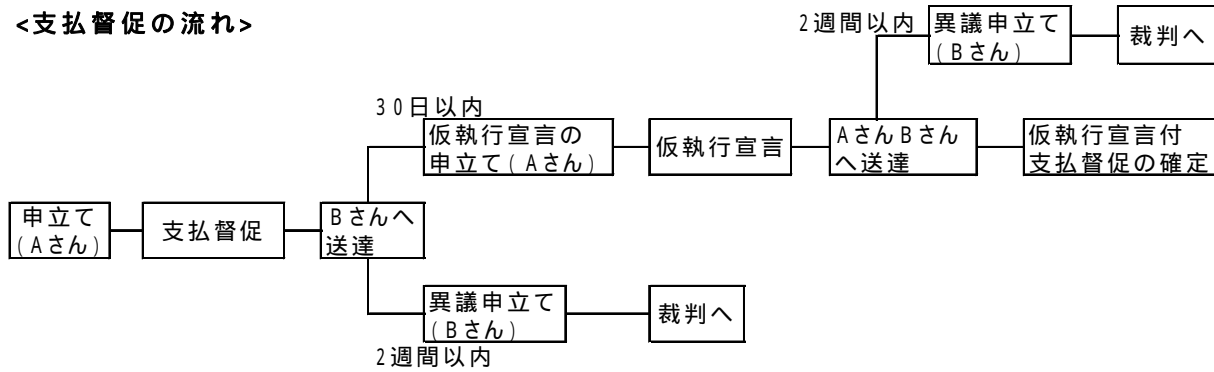 <支払督促の流れ>
2週間以内
異議申立て
(Bさん)
裁判へ
30日以内
仮執行宣言の
申立て(Aさん)
仮執行宣言
AさんBさん
へ送達
仮執行宣言付
支払督促の確定
申立て
(Aさん)
支払督促
Bさんへ
送達
異議申立て
(Bさん)
裁判へ
2週間以内